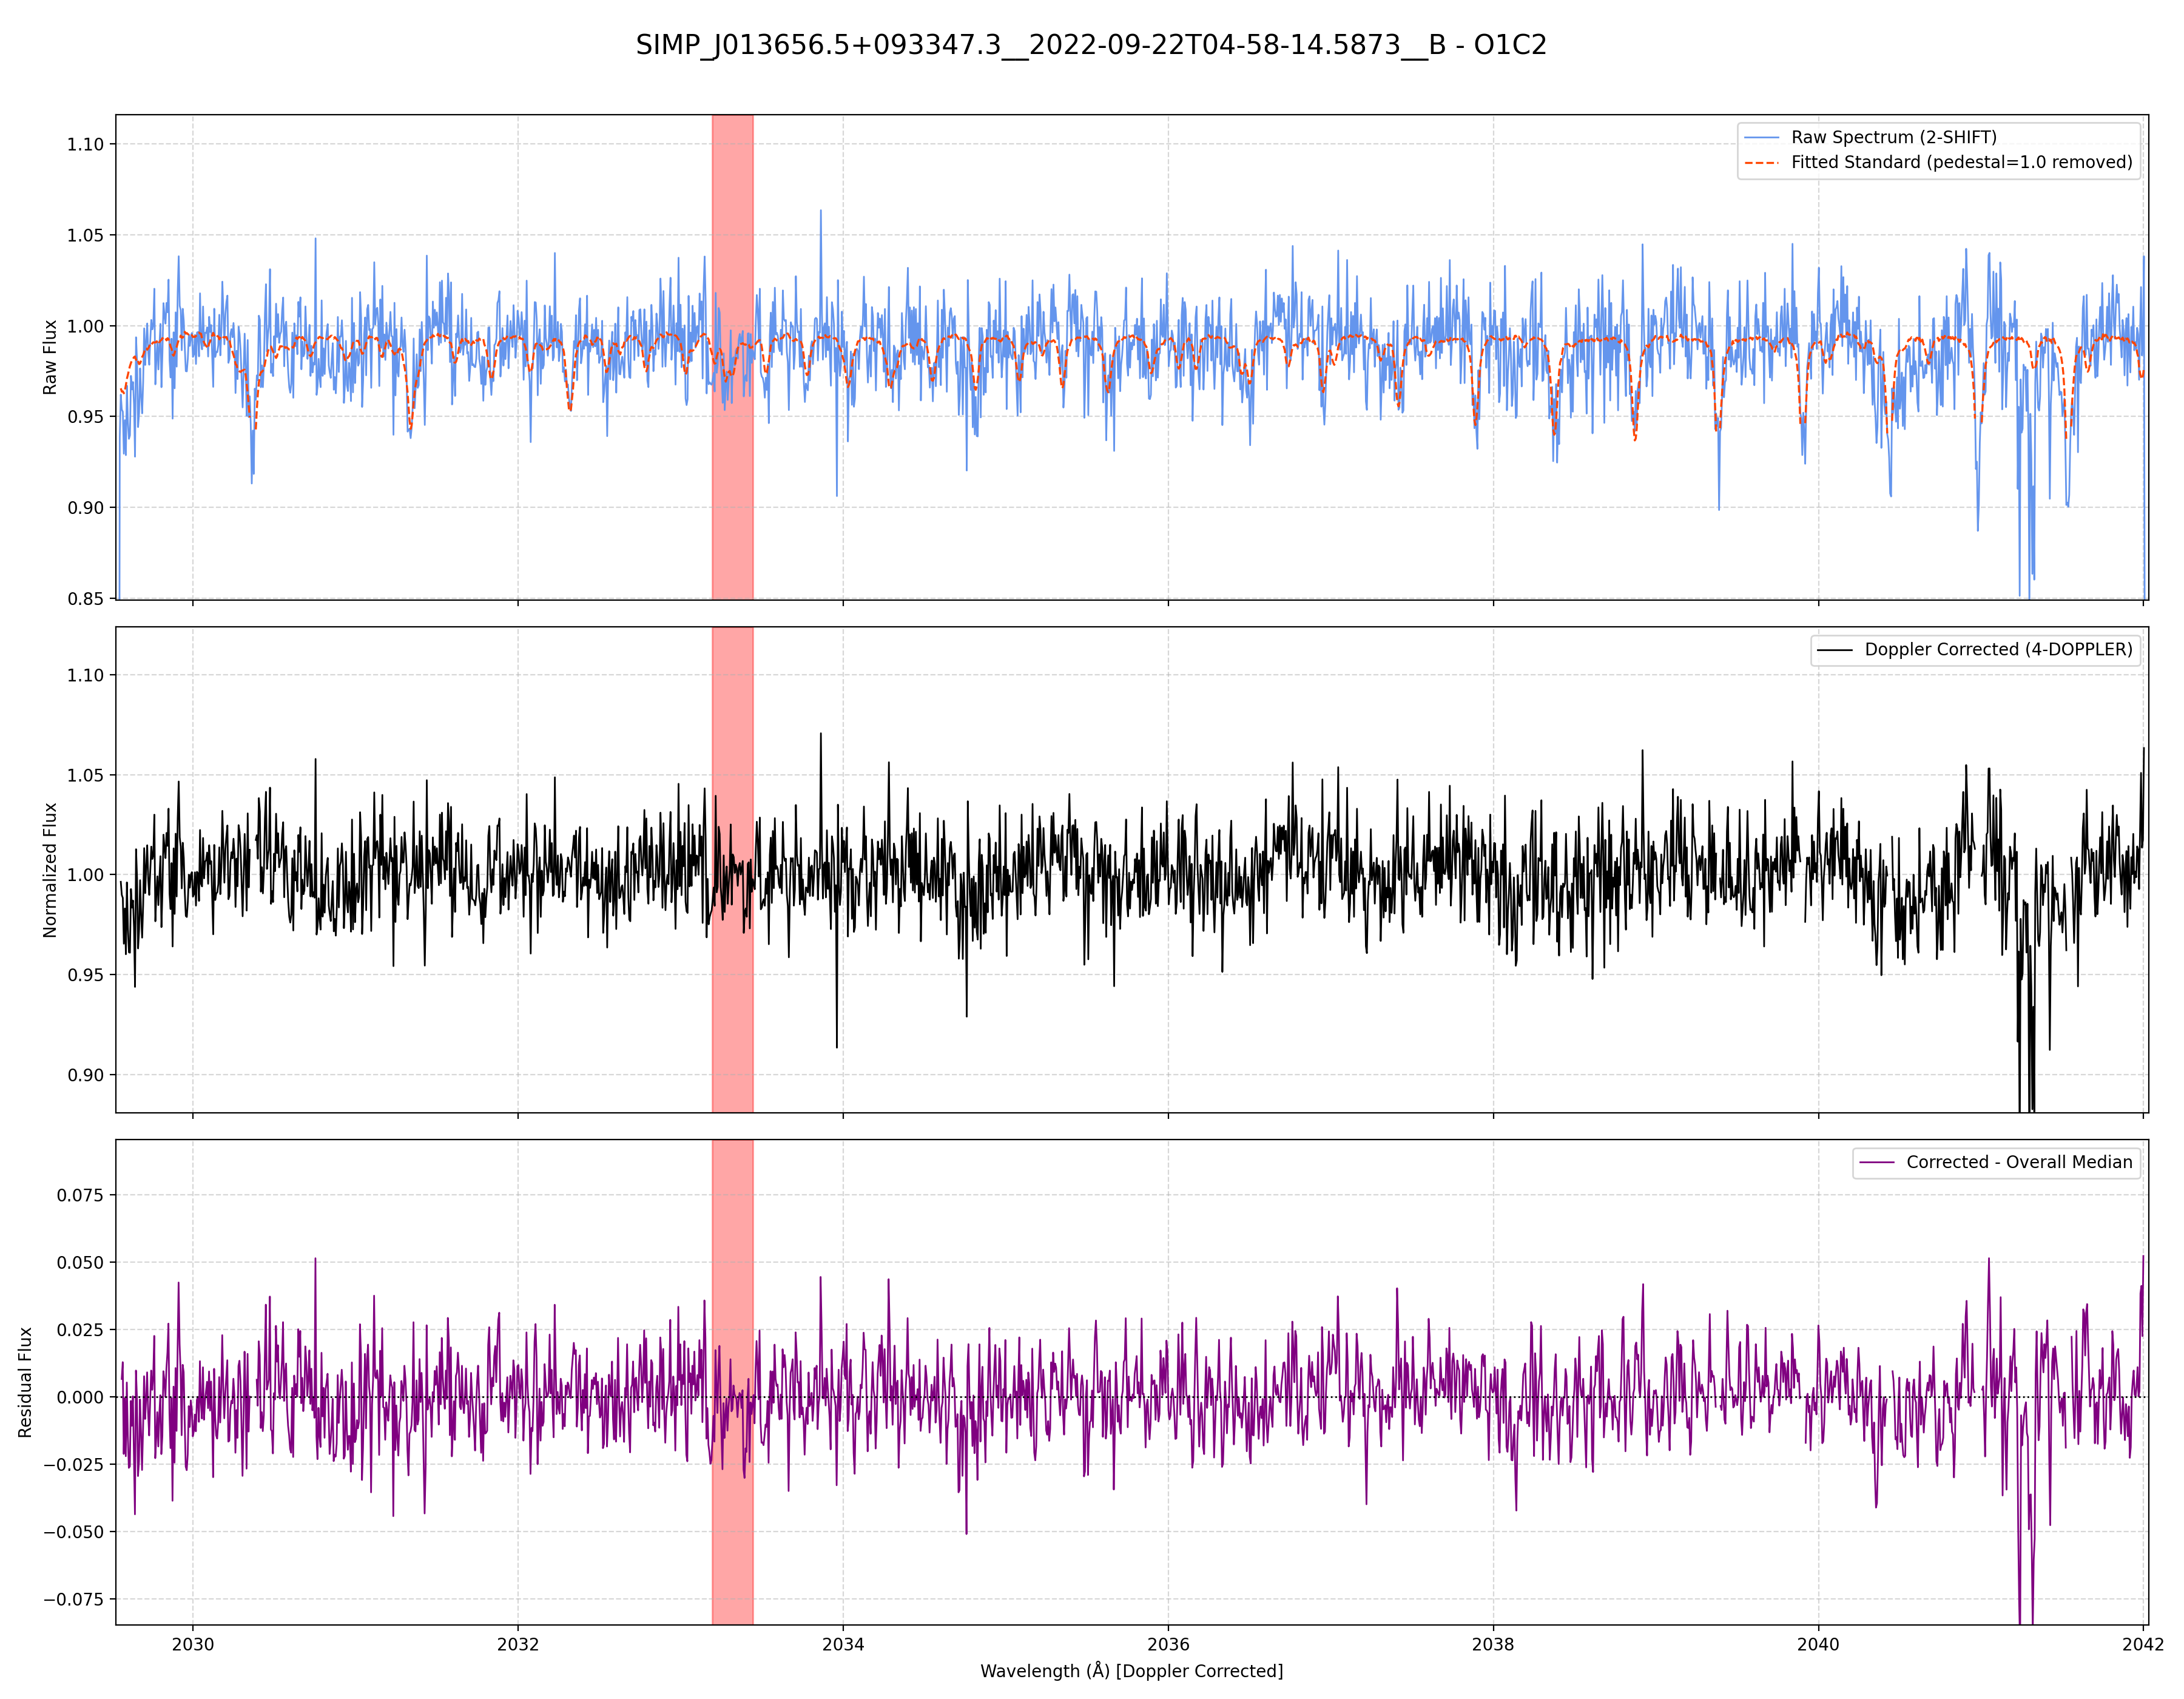 SIMP_J013656.5+093347.3__2022-09-22T04-58-14.5873__B - O1C2
Raw Spectrum (2-SHIFT)
Fitted Standard (pedestal=1.0 removed)
Raw Flux
1.10
1.05
1.00
0.95
0.90
0.85
Doppler Corrected (4-DOPPLER)
Normalized Flux
1.10
1.05
1.00
0.95
0.90
Corrected - Overall Median
Residual Flux
0.075
0.050
0.025
0.000
−0.025
−0.050
−0.075
2030
2032
2034
2036
2038
2040
2042
Wavelength (Å) [Doppler Corrected]